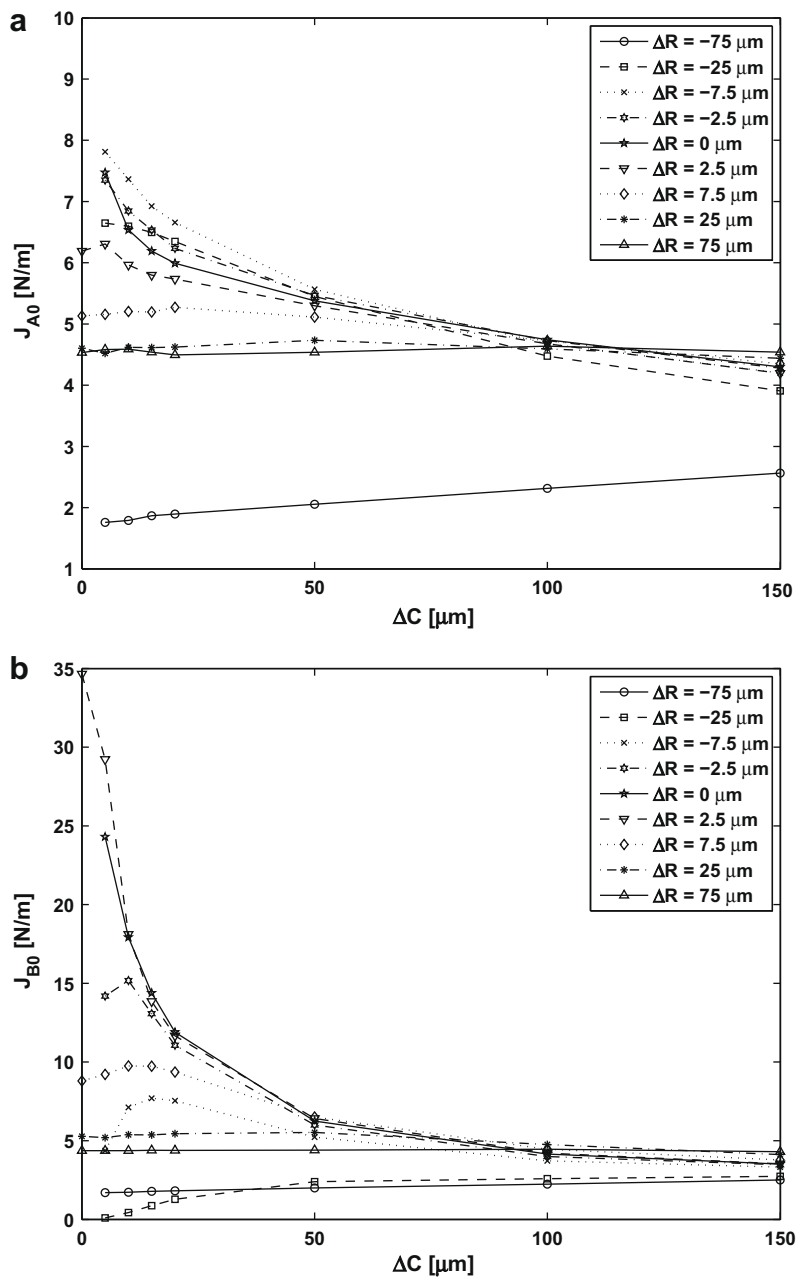 a
10
9
8
7
6
5
4
3
2
1
J_A0 [N/m]
0
50
100
150
ΔC [μm]
ΔR = −75 μm
ΔR = −25 μm
ΔR = −7.5 μm
ΔR = −2.5 μm
ΔR = 0 μm
ΔR = 2.5 μm
ΔR = 7.5 μm
ΔR = 25 μm
ΔR = 75 μm
b
35
30
25
20
15
10
5
0
J_B0 [N/m]
0
50
100
150
ΔC [μm]
ΔR = −75 μm
ΔR = −25 μm
ΔR = −7.5 μm
ΔR = −2.5 μm
ΔR = 0 μm
ΔR = 2.5 μm
ΔR = 7.5 μm
ΔR = 25 μm
ΔR = 75 μm